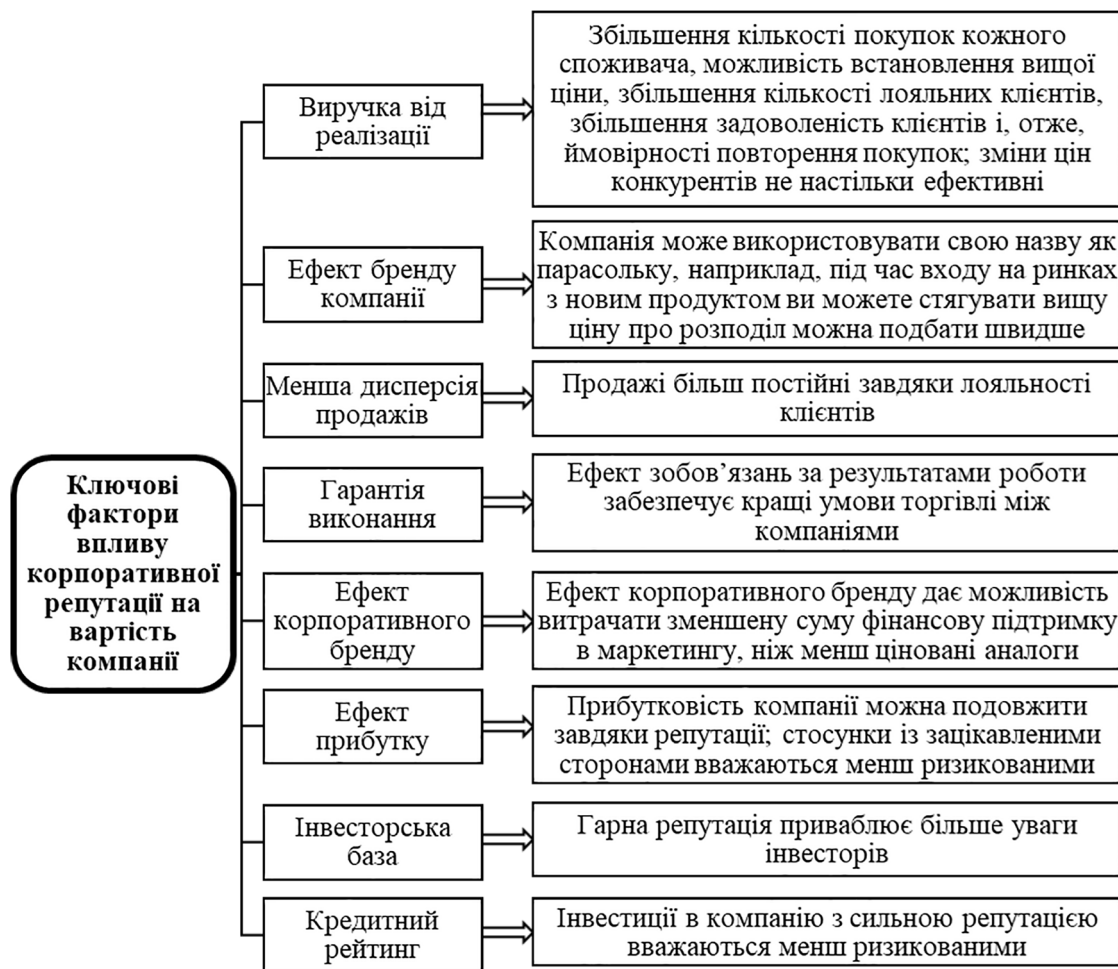 Ключові
фактори
впливу
корпоративної
репутації на
вартість
компанії
Виручка від
реалізації
Збільшення кількості покупок кожного
споживача, можливість встановлення вищої
ціни, збільшення кількості лояльних клієнтів,
збільшення задоволеність клієнтів і, отже,
ймовірності повторення покупок; зміни цін
конкурентів не настільки ефективні
Ефект бренду
компанії
Компанія може використовувати свою назву як
парасольку, наприклад, під час входу на ринках
з новим продуктом ви можете стягувати вищу
ціну про розподіл можна подбати швидше
Менша дисперсія
продажів
Продажі більш постійні завдяки лояльності
клієнтів
Гарантія
виконання
Ефект зобов’язань за результатами роботи
забезпечує кращі умови торгівлі між
компаніями
Ефект
корпоративного
бренду
Ефект корпоративного бренду дає можливість
витрачати зменшену суму фінансову підтримку
в маркетингу, ніж менш ціновані аналоги
Ефект
прибутку
Прибутковість компанії можна подовжити
завдяки репутації; стосунки із зацікавленими
сторонами вважаються менш ризикованими
Інвесторська
база
Гарна репутація приваблює більше уваги
інвесторів
Кредитний
рейтинг
Інвестиції в компанію з сильною репутацією
вважаються менш ризикованими